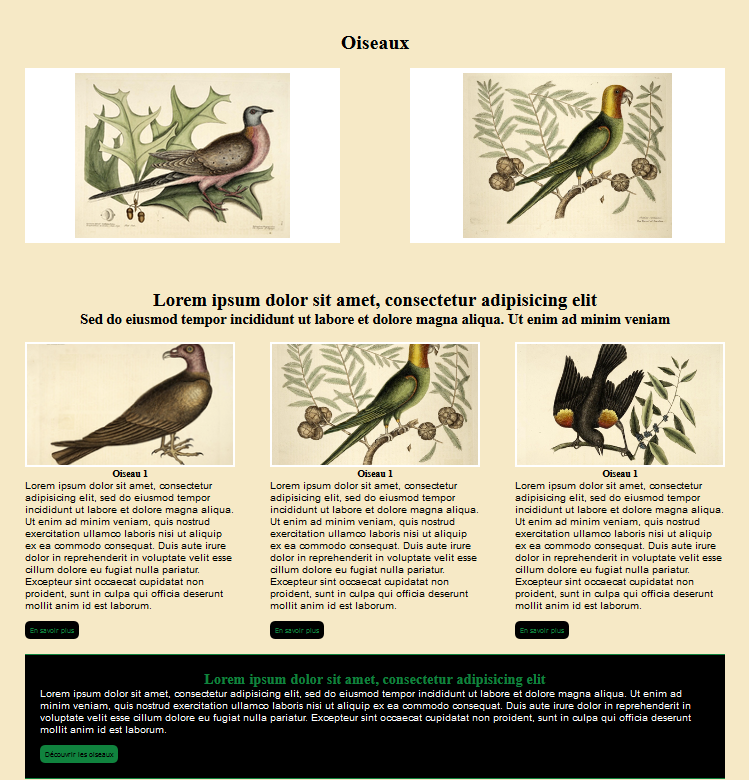 Oiseaux
Lorem ipsum dolor sit amet, consectetur adipisicing elit
Sed do eiusmod tempor incididunt ut labore et dolore magna aliqua. Ut enim ad minim veniam
Oiseau 1
Lorem ipsum dolor sit amet, consectetur
adipisicing elit, sed do eiusmod tempor
incididunt ut labore et dolore magna aliqua.
Ut enim ad minim veniam, quis nostrud
exercitation ullamco laboris nisi ut aliquip
ex ea commodo consequat. Duis aute irure
dolor in reprehenderit in voluptate velit esse
cillum dolore eu fugiat nulla pariatur.
Excepteur sint occaecat cupidatat non
proident, sunt in culpa qui officia deserunt
mollit anim id est laborum.
En savoir plus
Oiseau 1
Lorem ipsum dolor sit amet, consectetur
adipisicing elit, sed do eiusmod tempor
incididunt ut labore et dolore magna aliqua.
Ut enim ad minim veniam, quis nostrud
exercitation ullamco laboris nisi ut aliquip
ex ea commodo consequat. Duis aute irure
dolor in reprehenderit in voluptate velit esse
cillum dolore eu fugiat nulla pariatur.
Excepteur sint occaecat cupidatat non
proident, sunt in culpa qui officia deserunt
mollit anim id est laborum.
En savoir plus
Oiseau 1
Lorem ipsum dolor sit amet, consectetur
adipisicing elit, sed do eiusmod tempor
incididunt ut labore et dolore magna aliqua.
Ut enim ad minim veniam, quis nostrud
exercitation ullamco laboris nisi ut aliquip
ex ea commodo consequat. Duis aute irure
dolor in reprehenderit in voluptate velit esse
cillum dolore eu fugiat nulla pariatur.
Excepteur sint occaecat cupidatat non
proident, sunt in culpa qui officia deserunt
mollit anim id est laborum.
En savoir plus
Lorem ipsum dolor sit amet, consectetur adipisicing elit
Lorem ipsum dolor sit amet, consectetur adipisicing elit, sed do eiusmod tempor incididunt ut labore et dolore magna aliqua. Ut enim ad
minim veniam, quis nostrud exercitation ullamco laboris nisi ut aliquip ex ea commodo consequat. Duis aute irure dolor in reprehenderit in
voluptate velit esse cillum dolore eu fugiat nulla pariatur. Excepteur sint occaecat cupidatat non proident, sunt in culpa qui officia deserunt
mollit anim id est laborum.
Découvrir les oiseaux